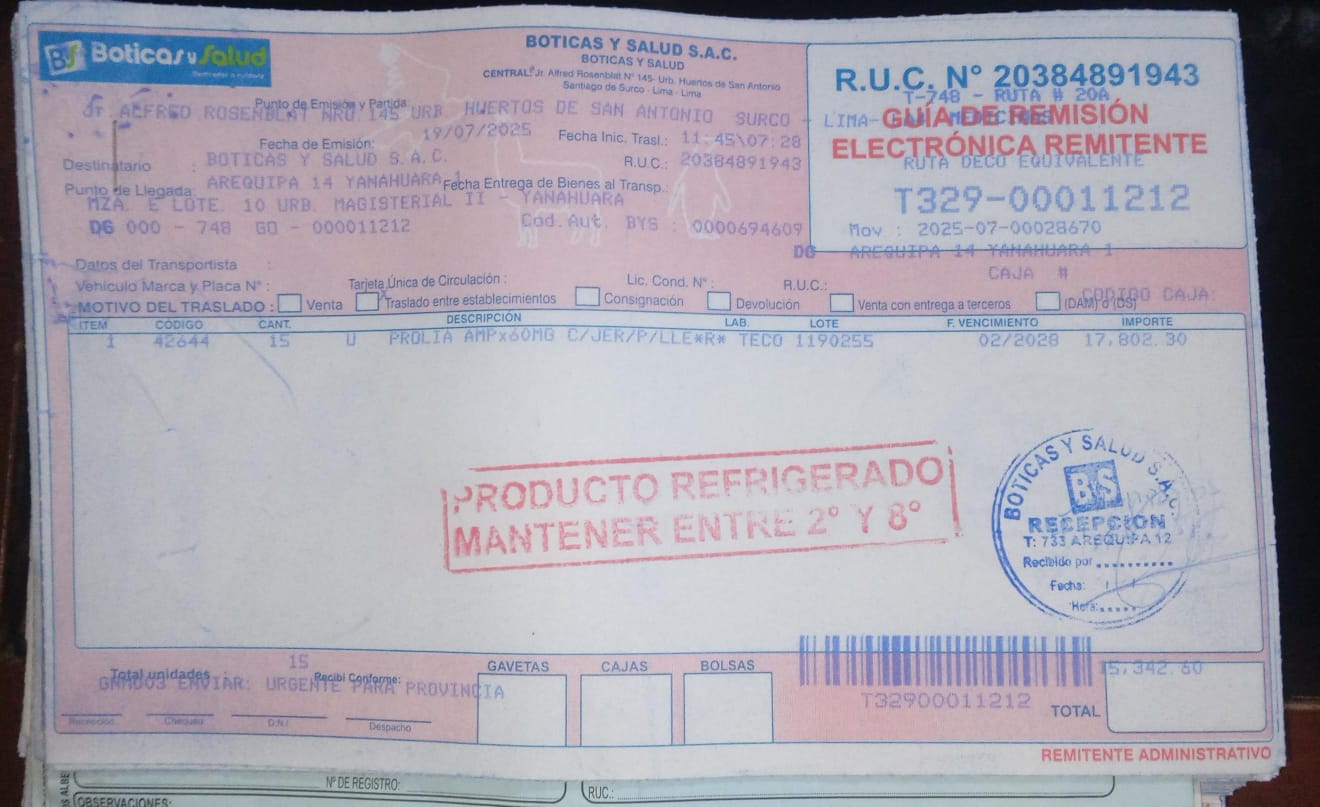 BS Boticas y Salud
BOTICAS Y SALUD S.A.C.
BOTICAS Y SALUD
CENTRAL: Jr. Alfred Rosenblat N° 145- Urb. Huertos de San Antonio
Santiago de Surco - Lima - Lima
R.U.C. N° 20384891943
T-748 - RUTA # 20A
GUÍA DE REMISIÓN
ELECTRÓNICA REMITENTE
RUTA DECO EQUIVALENTE
T329-00011212
Mov : 2025-07-00028670
Punto de Emisión y Partida
JT. ALFRED ROSENBLAT NRO. 145 URB HUERTOS DE SAN ANTONIO SURCO - LIMA-
Fecha de Emisión: 19/07/2025 Fecha Inic. Trasl.: 11-45\07:28
Destinatario : BOTICAS Y SALUD S.A.C. R.U.C.: 20384891943
Punto de Llegada: AREQUIPA 14 YANAHUARA 1 Fecha Entrega de Bienes al Transp.:
MZA. E LOTE. 10 URB. MAGISTERIAL II - YANAHUARA
DG 000 - 748 GO - 000011212 Cod.Aut. BYS : 0000694609
DG AREQUIPA 14 YANAHUARA 1
Datos del Transportista :
CAJA #
Vehículo Marca y Placa N° : Tarjeta Única de Circulación : Lic. Cond. N° : R.U.C.:
CODIGO CAJA:
MOTIVO DEL TRASLADO : Venta Traslado entre establecimientos Consignación Devolución Venta con entrega a terceros (DAM) o (DS)
ITEM CODIGO CANT. DESCRIPCIÓN LAB. LOTE F. VENCIMIENTO IMPORTE
1 42644 15 U PROLIA AMPx60MG C/JER/P/LLE*R* TECO 1190255 02/2028 17,802.30
PRODUCTO REFRIGERADO
MANTENER ENTRE 2° Y 8°
BOTICAS Y SALUD S.A.C.
BS
RECEPCION
T: 733 AREQUIPA 12
Recibido por ..........
Fecha: / /
Hora:.....
Total unidades : 15 Recibí Conforme:
GAVETAS CAJAS BOLSAS
ENVIAR: URGENTE PARA PROVINCIA
15,342.60
T32900011212
TOTAL
Recepción Chequeo D.N.I. Despacho
REMITENTE ADMINISTRATIVO
N° DE REGISTRO:
RUC.:
OBSERVACIONES: